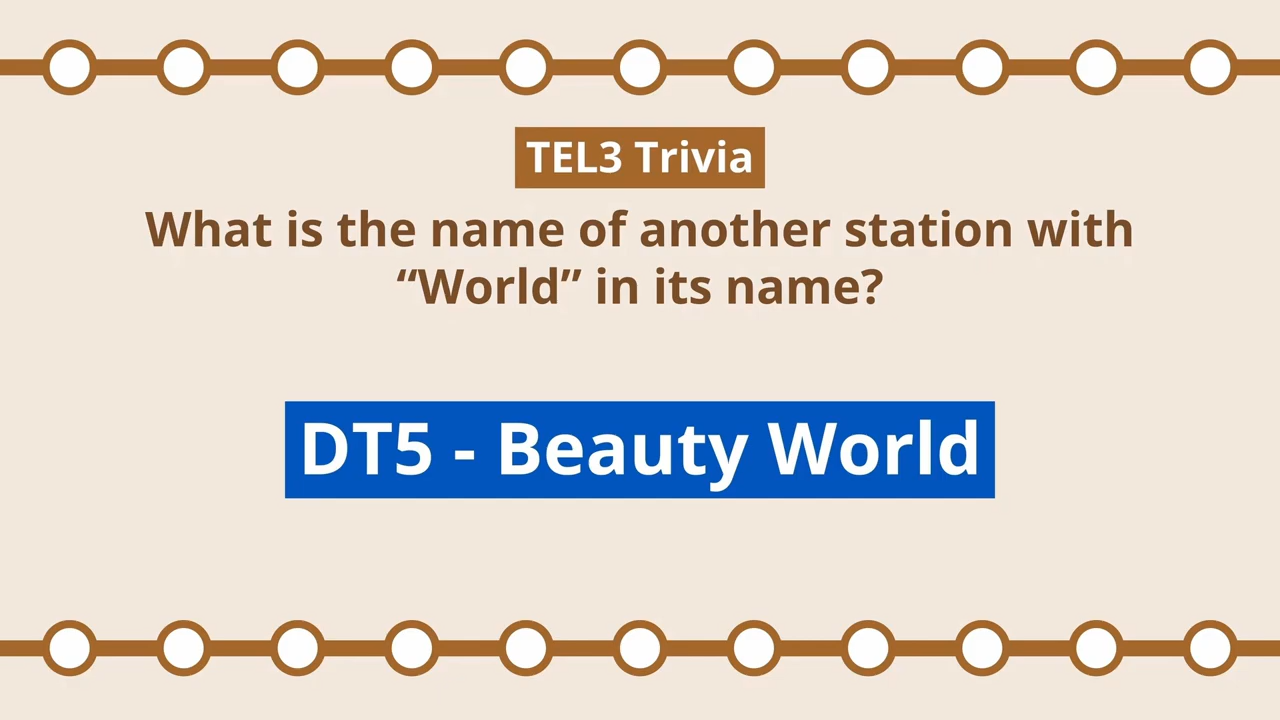 TEL3 Trivia
What is the name of another station with
“World” in its name?
DT5 - Beauty World